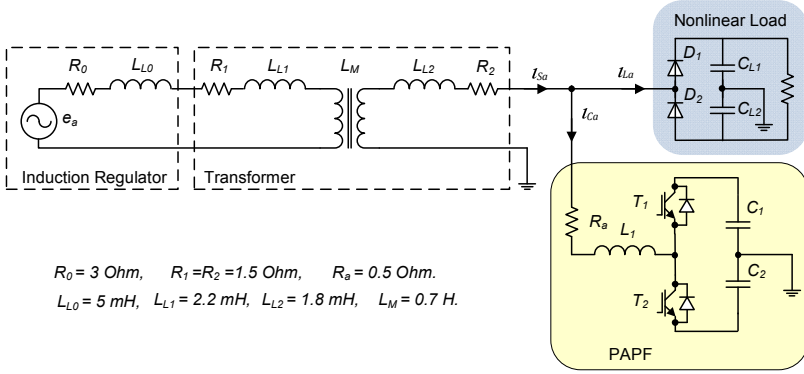 Nonlinear Load
R0 LL0 R1 LL1 LM LL2 R2
iSa iLa
D1 CL1
D2 CL2
ea
iCa
Induction Regulator Transformer
T1 C1
Ra L1
C2
T2
R0 = 3 Ohm, R1 =R2 =1.5 Ohm, Ra = 0.5 Ohm.
LL0 = 5 mH, LL1 = 2.2 mH, LL2 = 1.8 mH, LM = 0.7 H.
PAPF